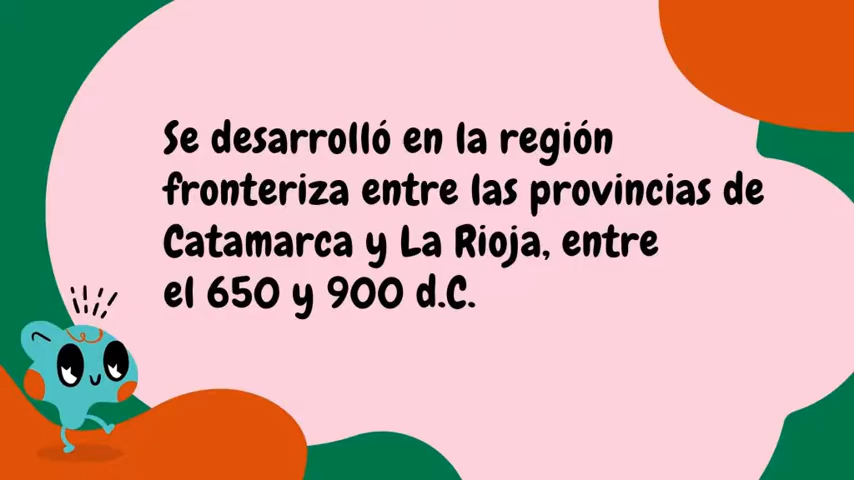 Se desarrolló en la región
fronteriza entre las provincias de
Catamarca y La Rioja, entre
el 650 y 900 d.C.